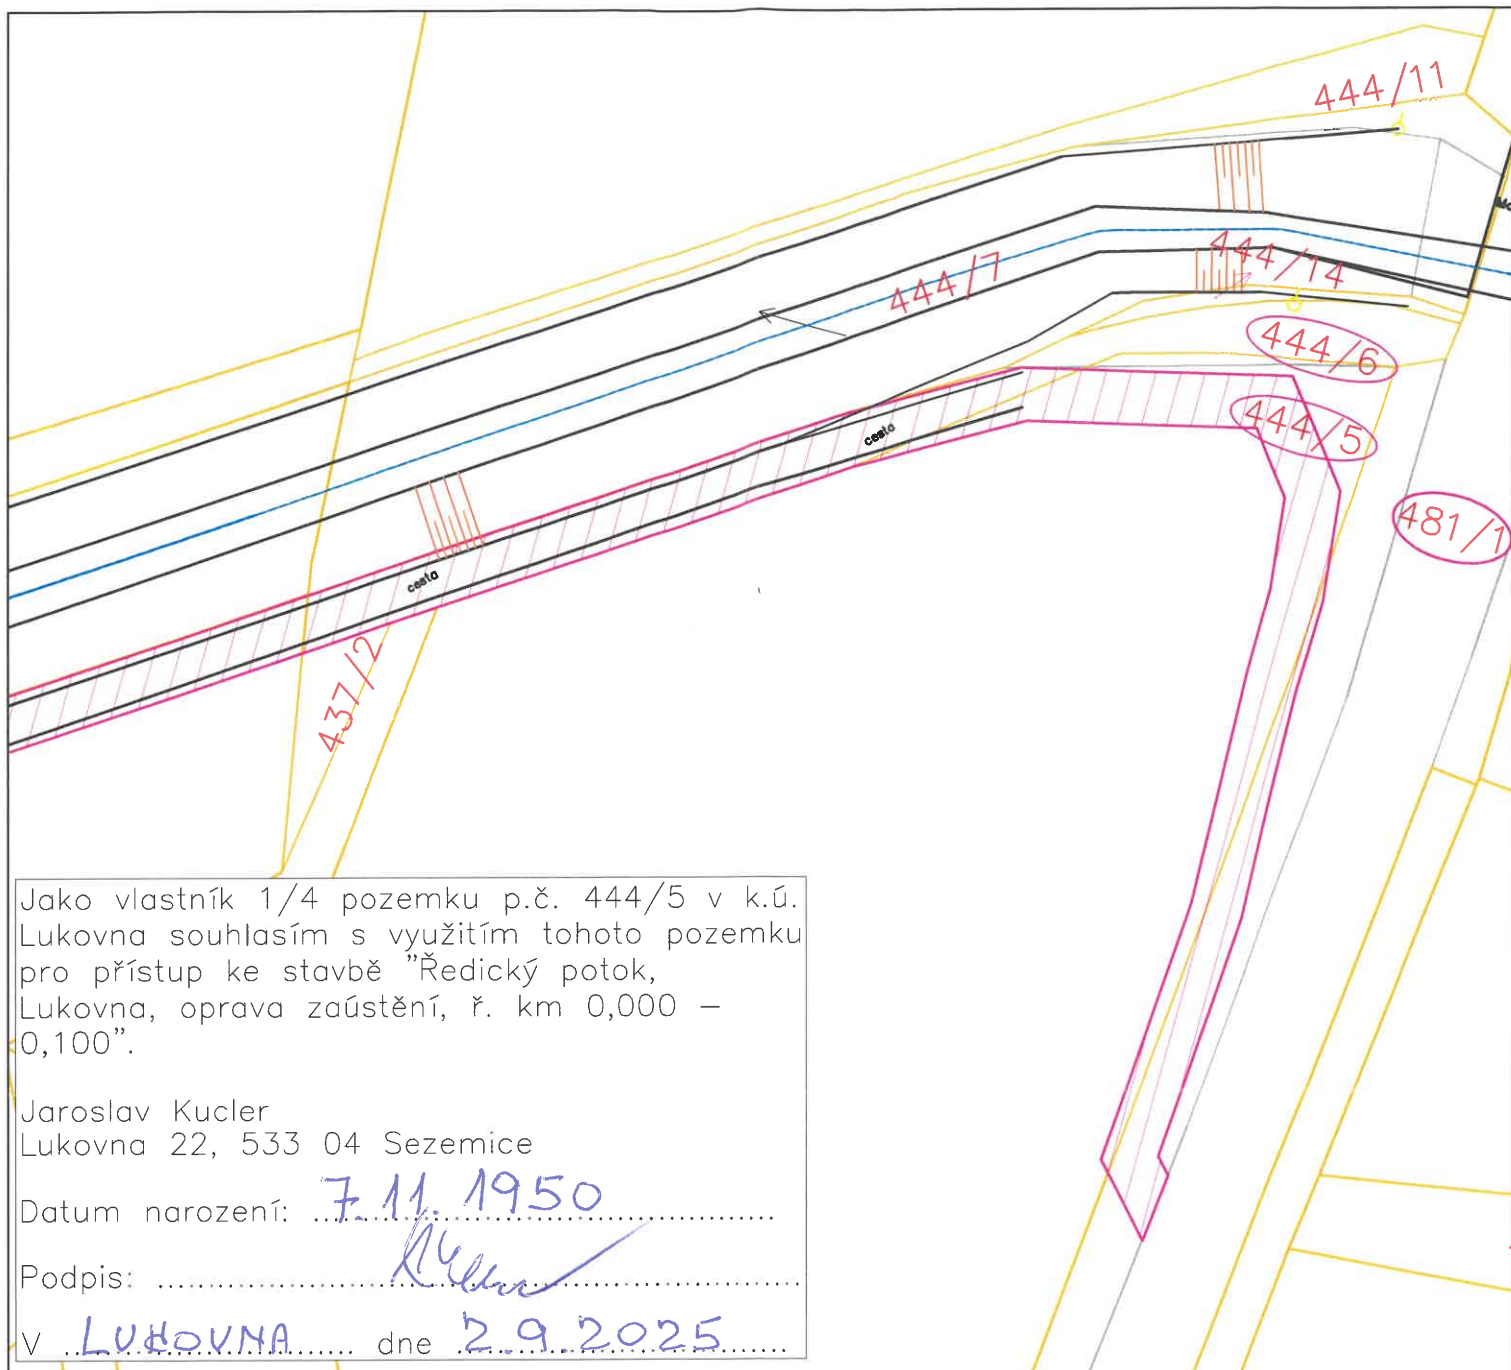 444/11
444/7
444/14
444/6
444/5
cesta
481/1
cesta
437/2
Jako vlastník 1/4 pozemku p.č. 444/5 v k.ú.
Lukovna souhlasím s využitím tohoto pozemku
pro přístup ke stavbě "Ředický potok,
Lukovna, oprava zaústění, ř. km 0,000 –
0,100".
Jaroslav Kucler
Lukovna 22, 533 04 Sezemice
Datum narození: 7.11.1950
Podpis:
V LUKOVNA dne 2.9.2025